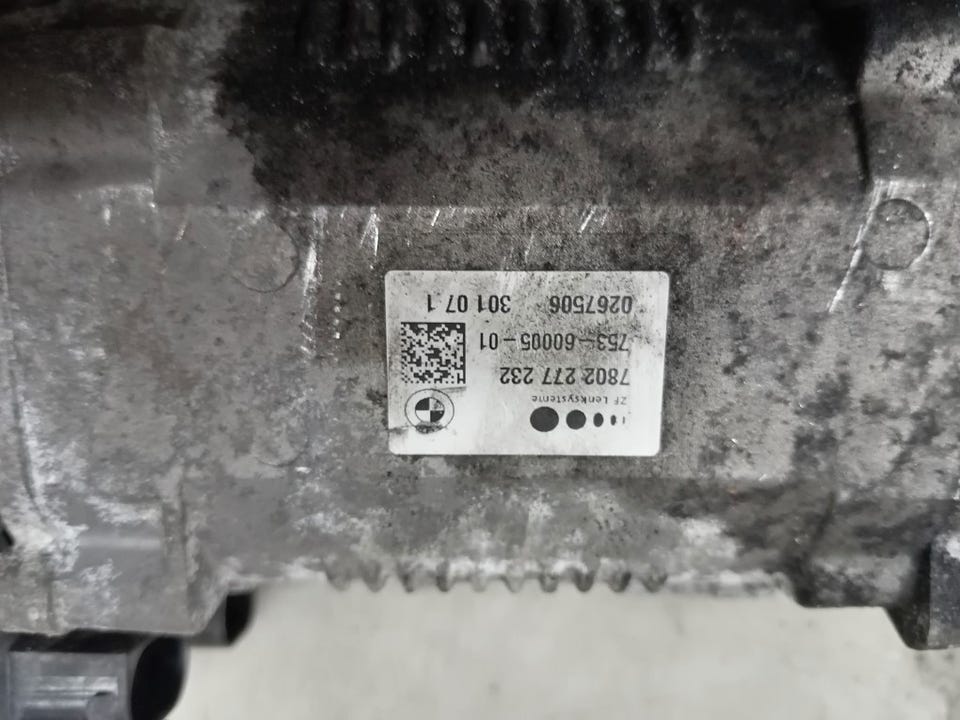 ZF Lenksysteme
7802 277 232
753-60005-01
0267506 301 07 1